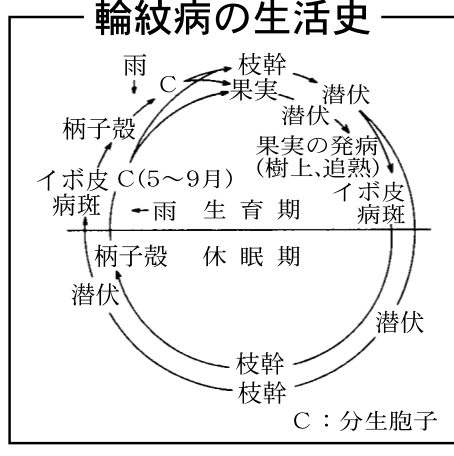 輪紋病の生活史
雨
C
枝幹
果実
潜伏
潜伏
柄子殻
果実の発病
(樹上、追熟)
イボ皮
病斑
C(5～9月)
イボ皮
病斑
←雨
生育期
柄子殻
休眠期
潜伏
潜伏
枝幹
枝幹
C：分生胞子